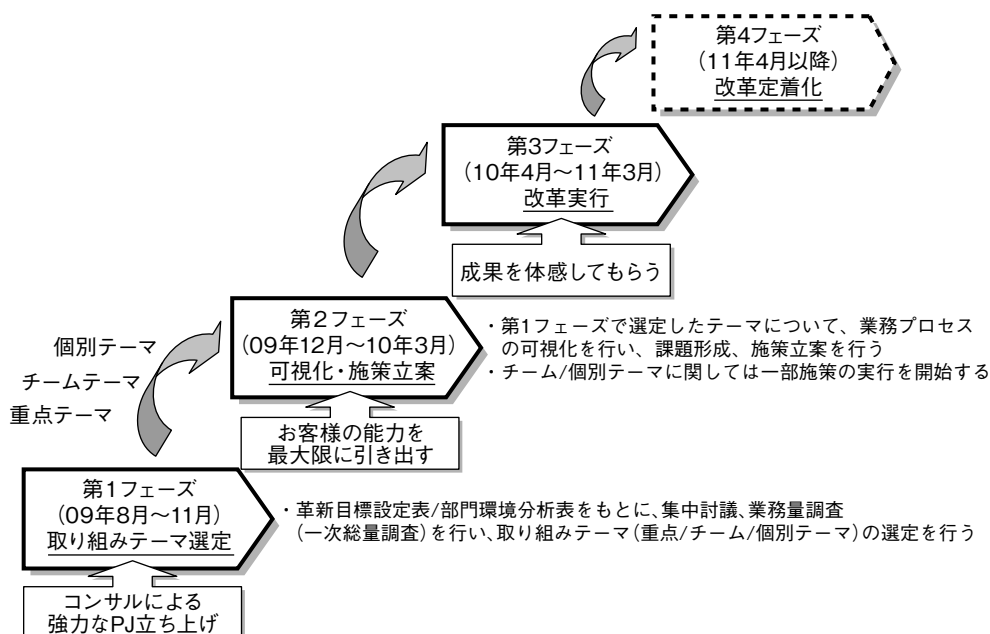 第4フェーズ
(11年4月以降)
改革定着化
第3フェーズ
(10年4月～11年3月)
改革実行
成果を体感してもらう
第2フェーズ
(09年12月～10年3月)
可視化・施策立案
・第1フェーズで選定したテーマについて、業務プロセス
の可視化を行い、課題形成、施策立案を行う
・チーム/個別テーマに関しては一部施策の実行を開始する
お客様の能力を
最大限に引き出す
個別テーマ
チームテーマ
重点テーマ
第1フェーズ
(09年8月～11月)
取り組みテーマ選定
・革新目標設定表/部門環境分析表をもとに、集中討議、業務量調査
(一次総量調査)を行い、取り組みテーマ(重点/チーム/個別テーマ)の選定を行う
コンサルによる
強力なPJ立ち上げ